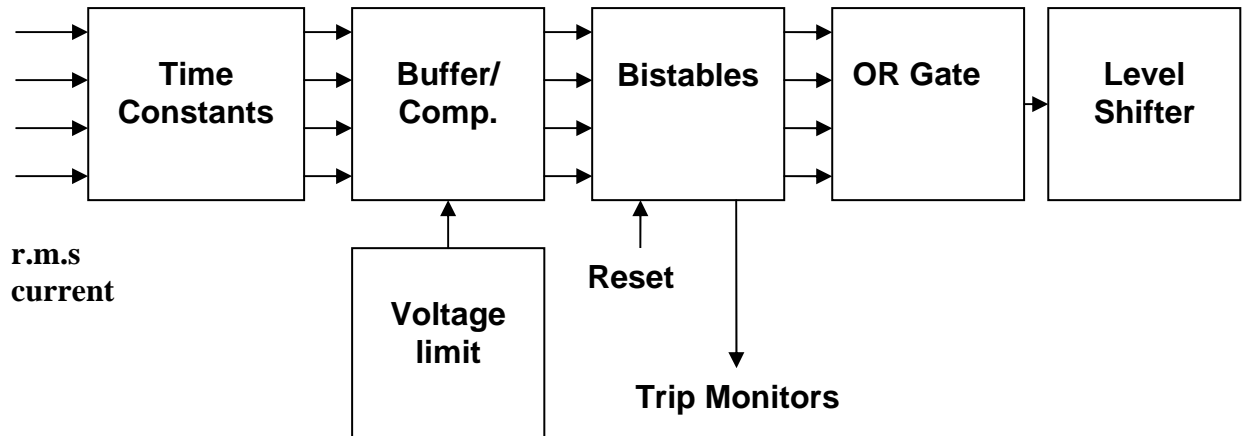 Time
Constants
Buffer/
Comp.
Bistables
OR Gate
Level
Shifter
r.m.s
current
Voltage
limit
Reset
Trip Monitors